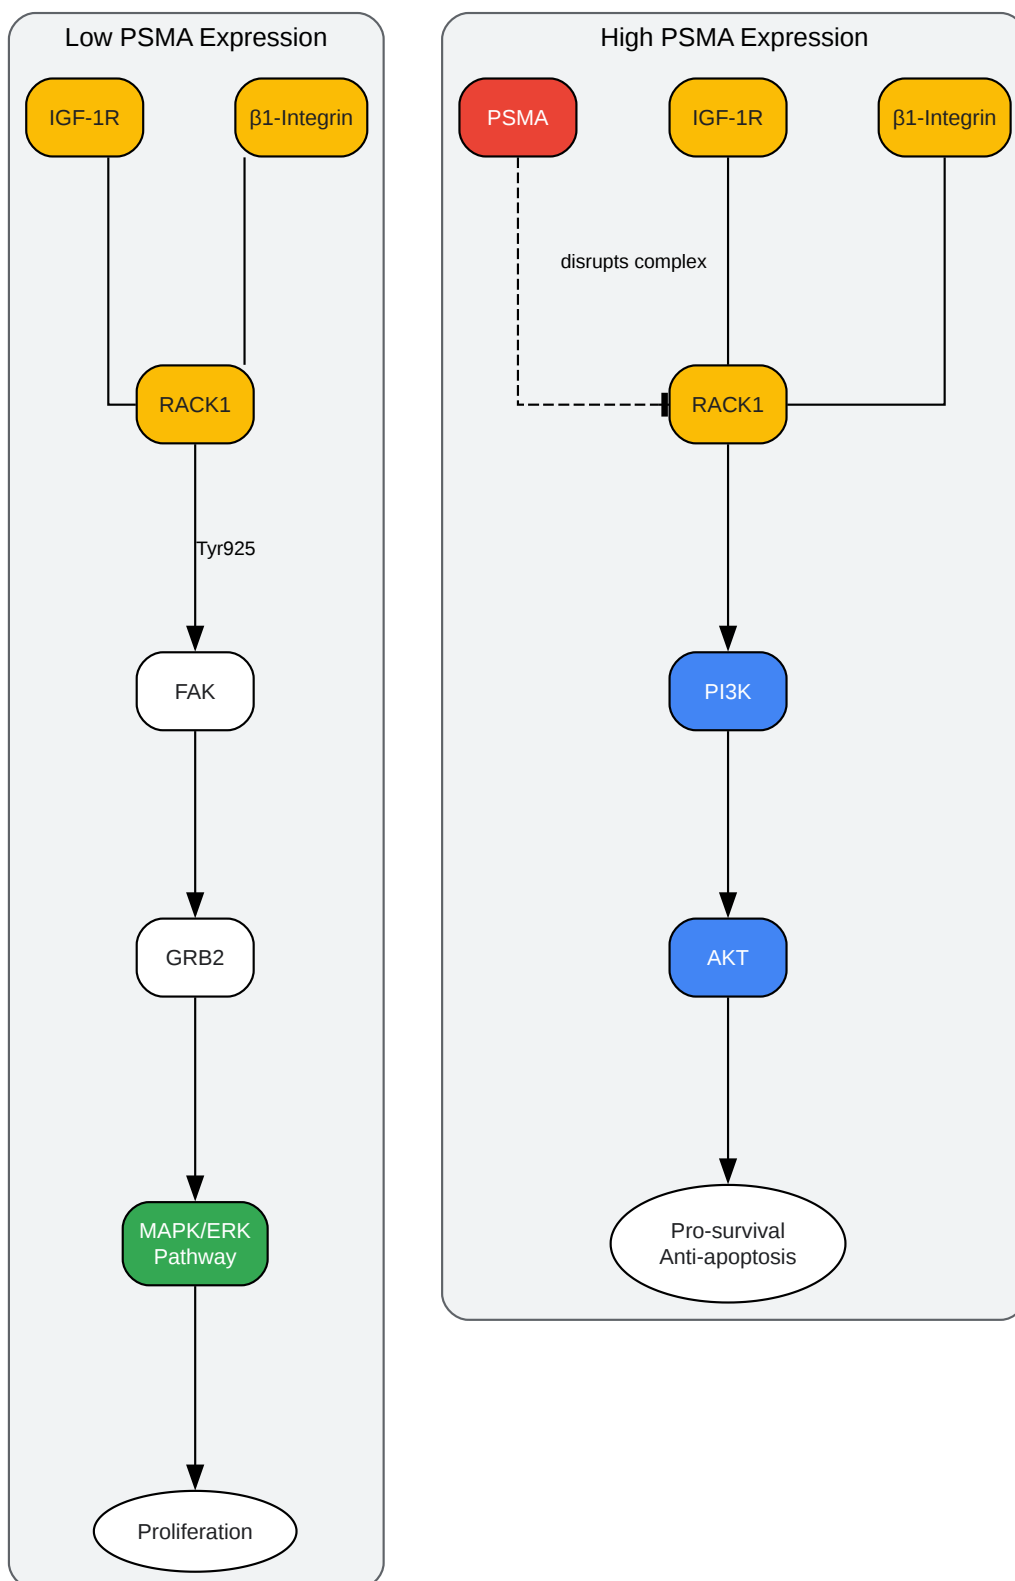 Low PSMA Expression
IGF-1R
β1-Integrin
RACK1
Tyr925
FAK
GRB2
MAPK/ERK
Pathway
Proliferation
High PSMA Expression
PSMA
IGF-1R
β1-Integrin
disrupts complex
RACK1
PI3K
AKT
Pro-survival
Anti-apoptosis